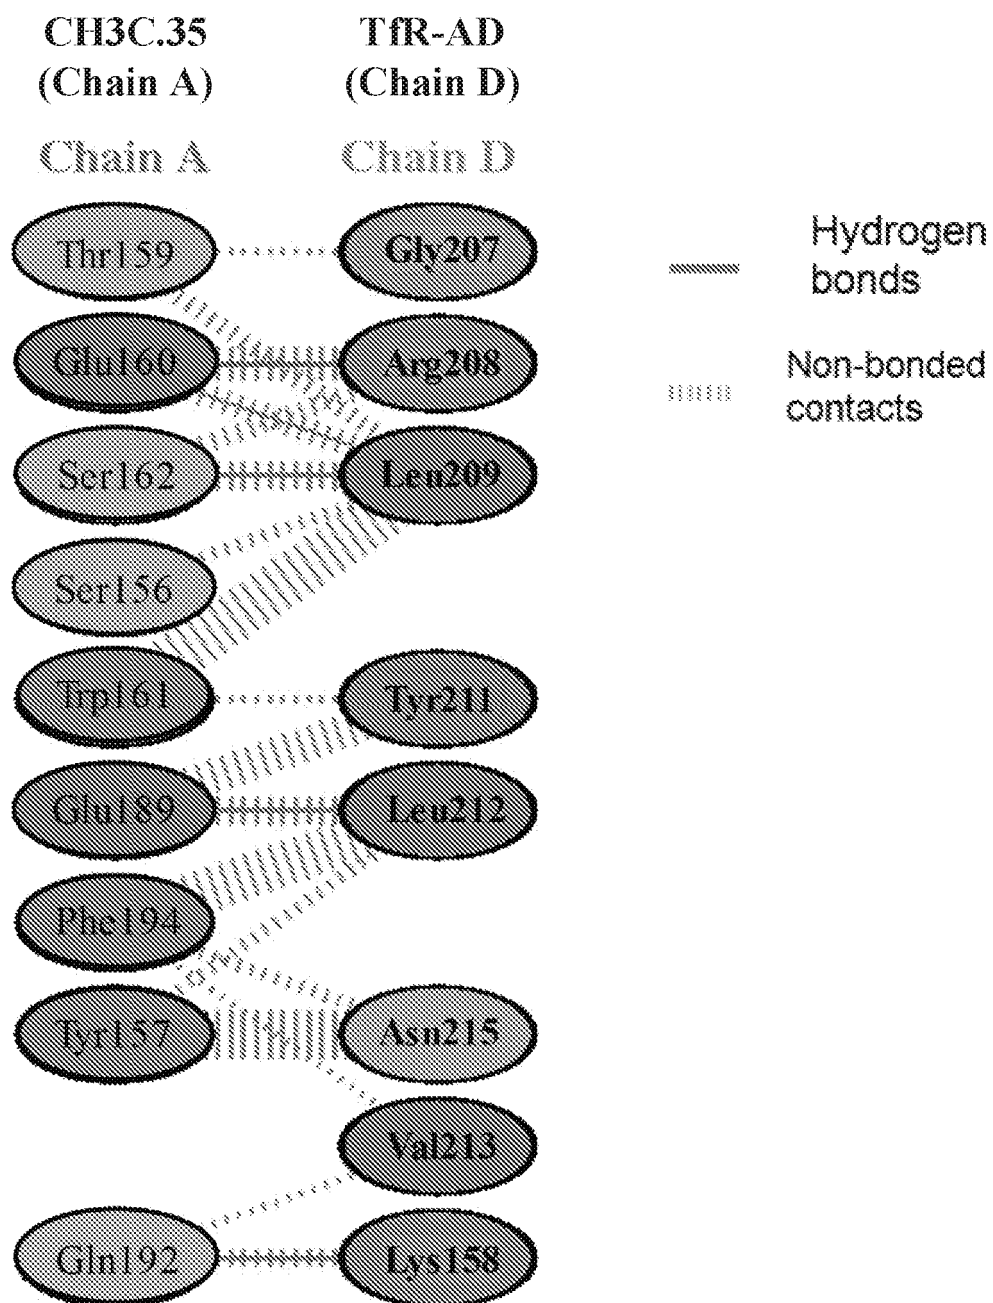 CH3C.35 TfR-AD
(Chain A) (Chain D)
Chain A Chain D
Thr159 Gly207
Glu160 Arg208
Ser162 Leu209
Ser156
Trp161 Tyr211
Glu189 Leu212
Phe194
Tyr157 Asn215
Val213
Gln192 Lys158
Hydrogen
bonds
Non-bonded
contacts